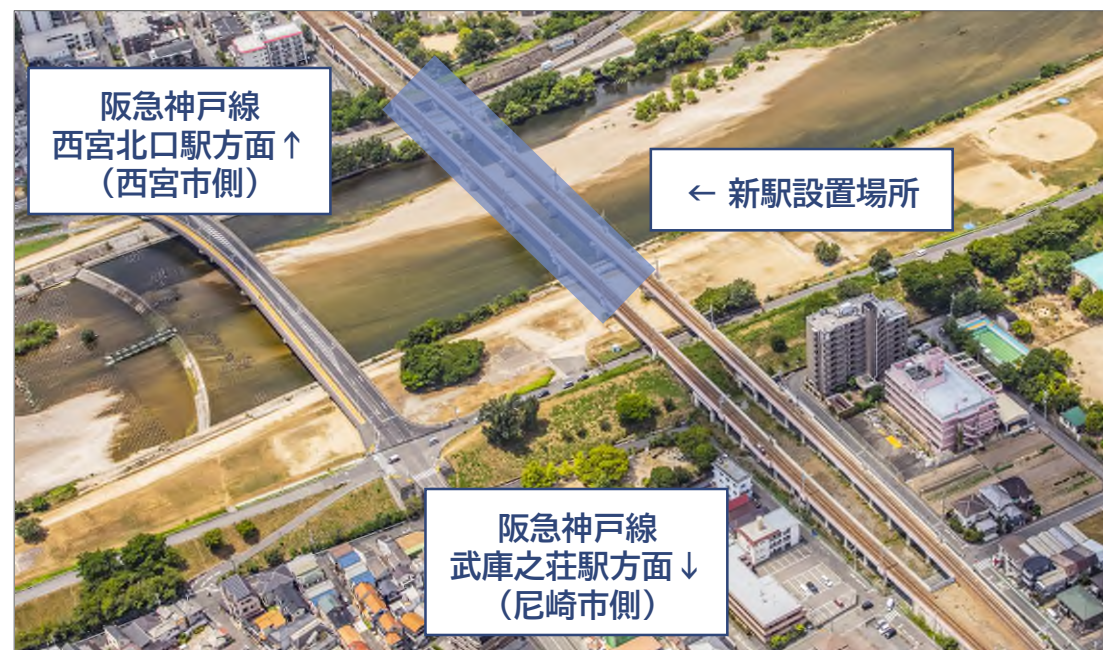 阪急神戸線
西宮北口駅方面↑
（西宮市側）
← 新駅設置場所
阪急神戸線
武庫之荘駅方面↓
（尼崎市側）